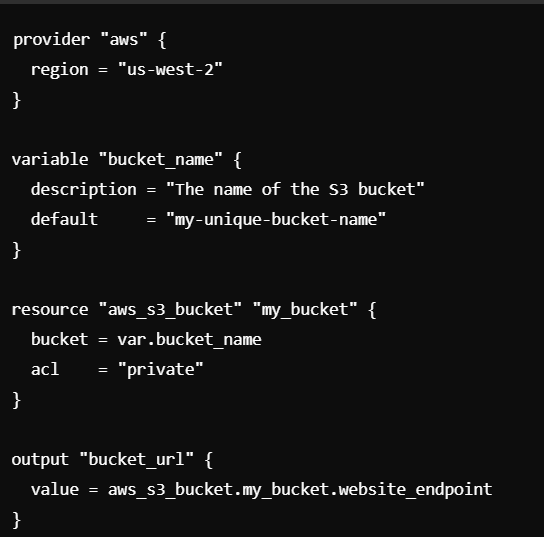 provider "aws" {
  region = "us-west-2"
}
variable "bucket_name" {
  description = "The name of the S3 bucket"
  default     = "my-unique-bucket-name"
}
resource "aws_s3_bucket" "my_bucket" {
  bucket = var.bucket_name
  acl    = "private"
}
output "bucket_url" {
  value = aws_s3_bucket.my_bucket.website_endpoint
}